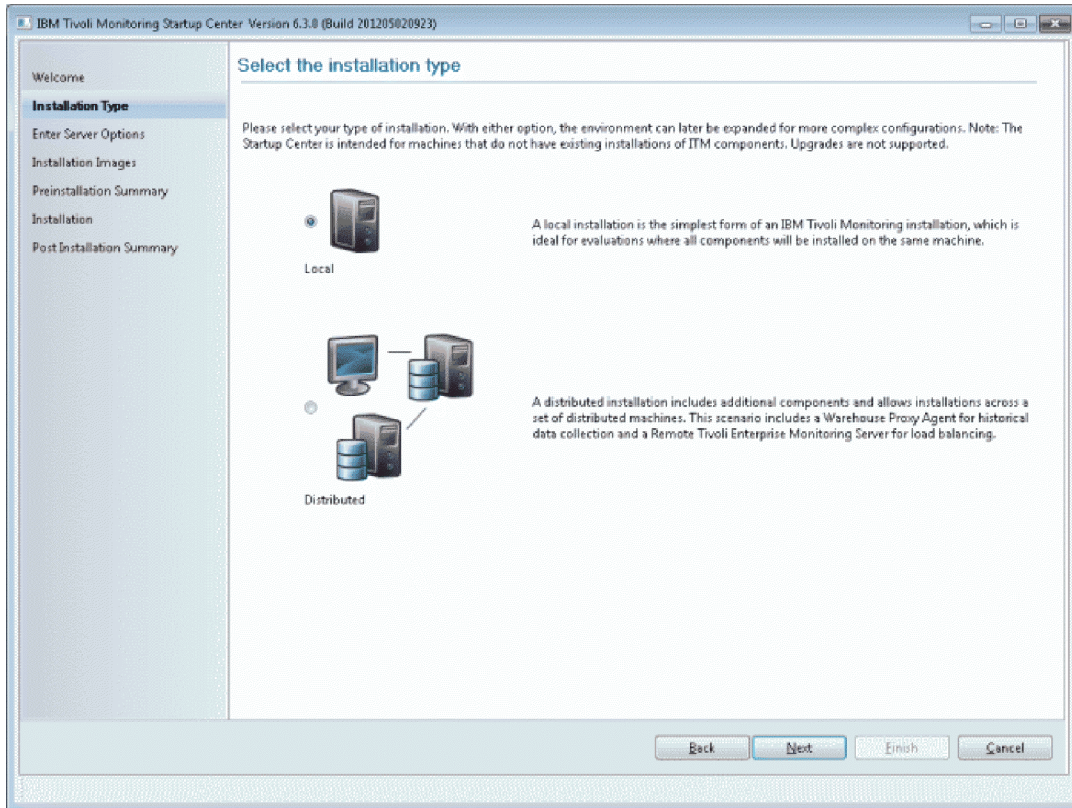 IBM Tivoli Monitoring Startup Center Version 6.3.0 (Build 201205020923)
Welcome
Installation Type
Enter Server Options
Installation Images
Preinstallation Summary
Installation
Post Installation Summary
Select the installation type
Please select your type of installation. With either option, the environment can later be expanded for more complex configurations. Note: The
Startup Center is intended for machines that do not have existing installations of ITM components. Upgrades are not supported.
A local installation is the simplest form of an IBM Tivoli Monitoring installation, which is
ideal for evaluations where all components will be installed on the same machine.
Local
A distributed installation includes additional components and allows installations across a
set of distributed machines. This scenario includes a Warehouse Proxy Agent for historical
data collection and a Remote Tivoli Enterprise Monitoring Server for load balancing.
Distributed
Back
Next
Finish
Cancel